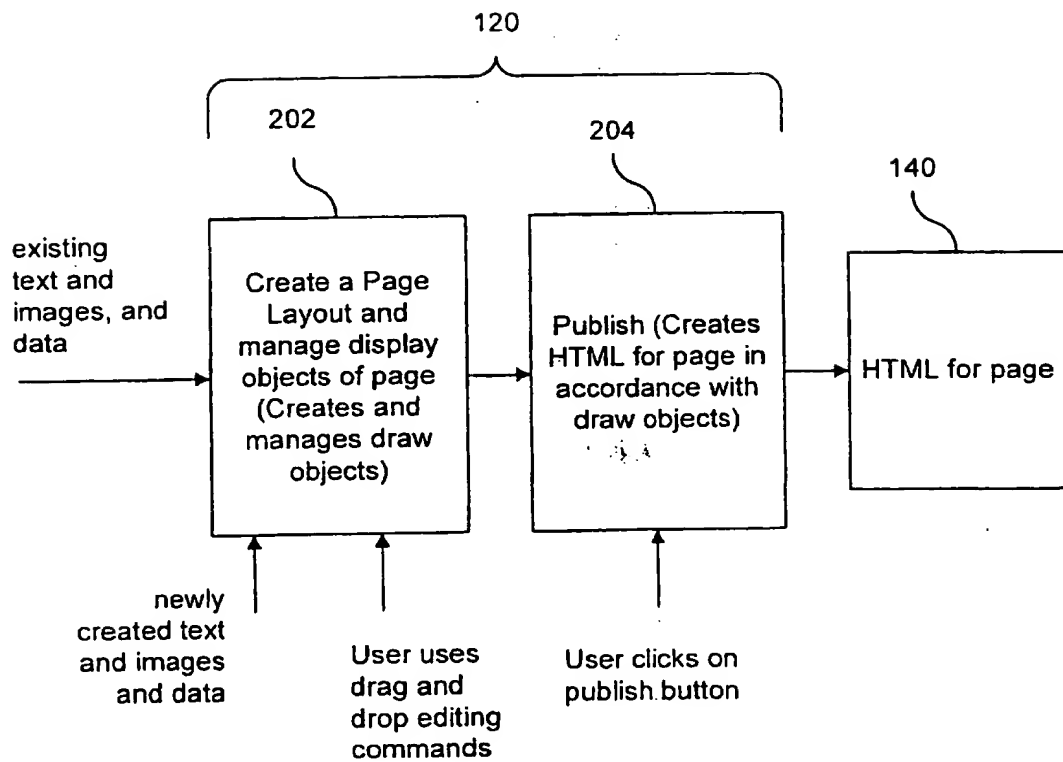 120
202
204
140
existing
text and
images, and
data
Create a Page
Layout and
manage display
objects of page
(Creates and
manages draw
objects)
Publish (Creates
HTML for page in
accordance with
draw objects)
HTML for page
newly
created text
and images
and data
User uses
drag and
drop editing
commands
User clicks on
publish button